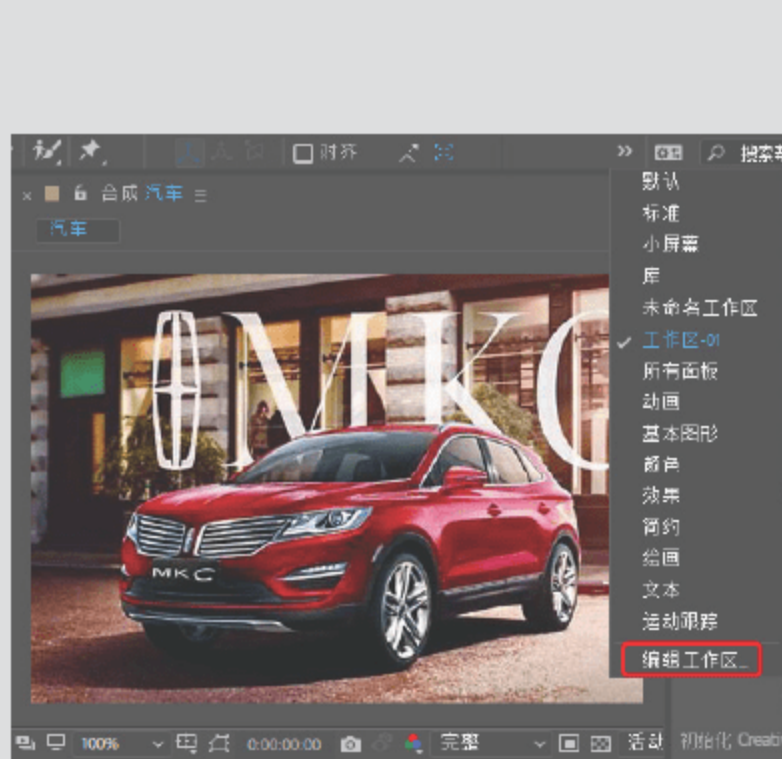 对齐
搜索
合成 汽车
汽车
默认
标准
小屏幕
库
未命名工作区
工作区-01
所有面板
动画
基本图形
颜色
效果
简约
绘画
文本
运动跟踪
编组工作区...
MKC
MKC
100%
0:00:00:00
完整
活动
初始化 Creati